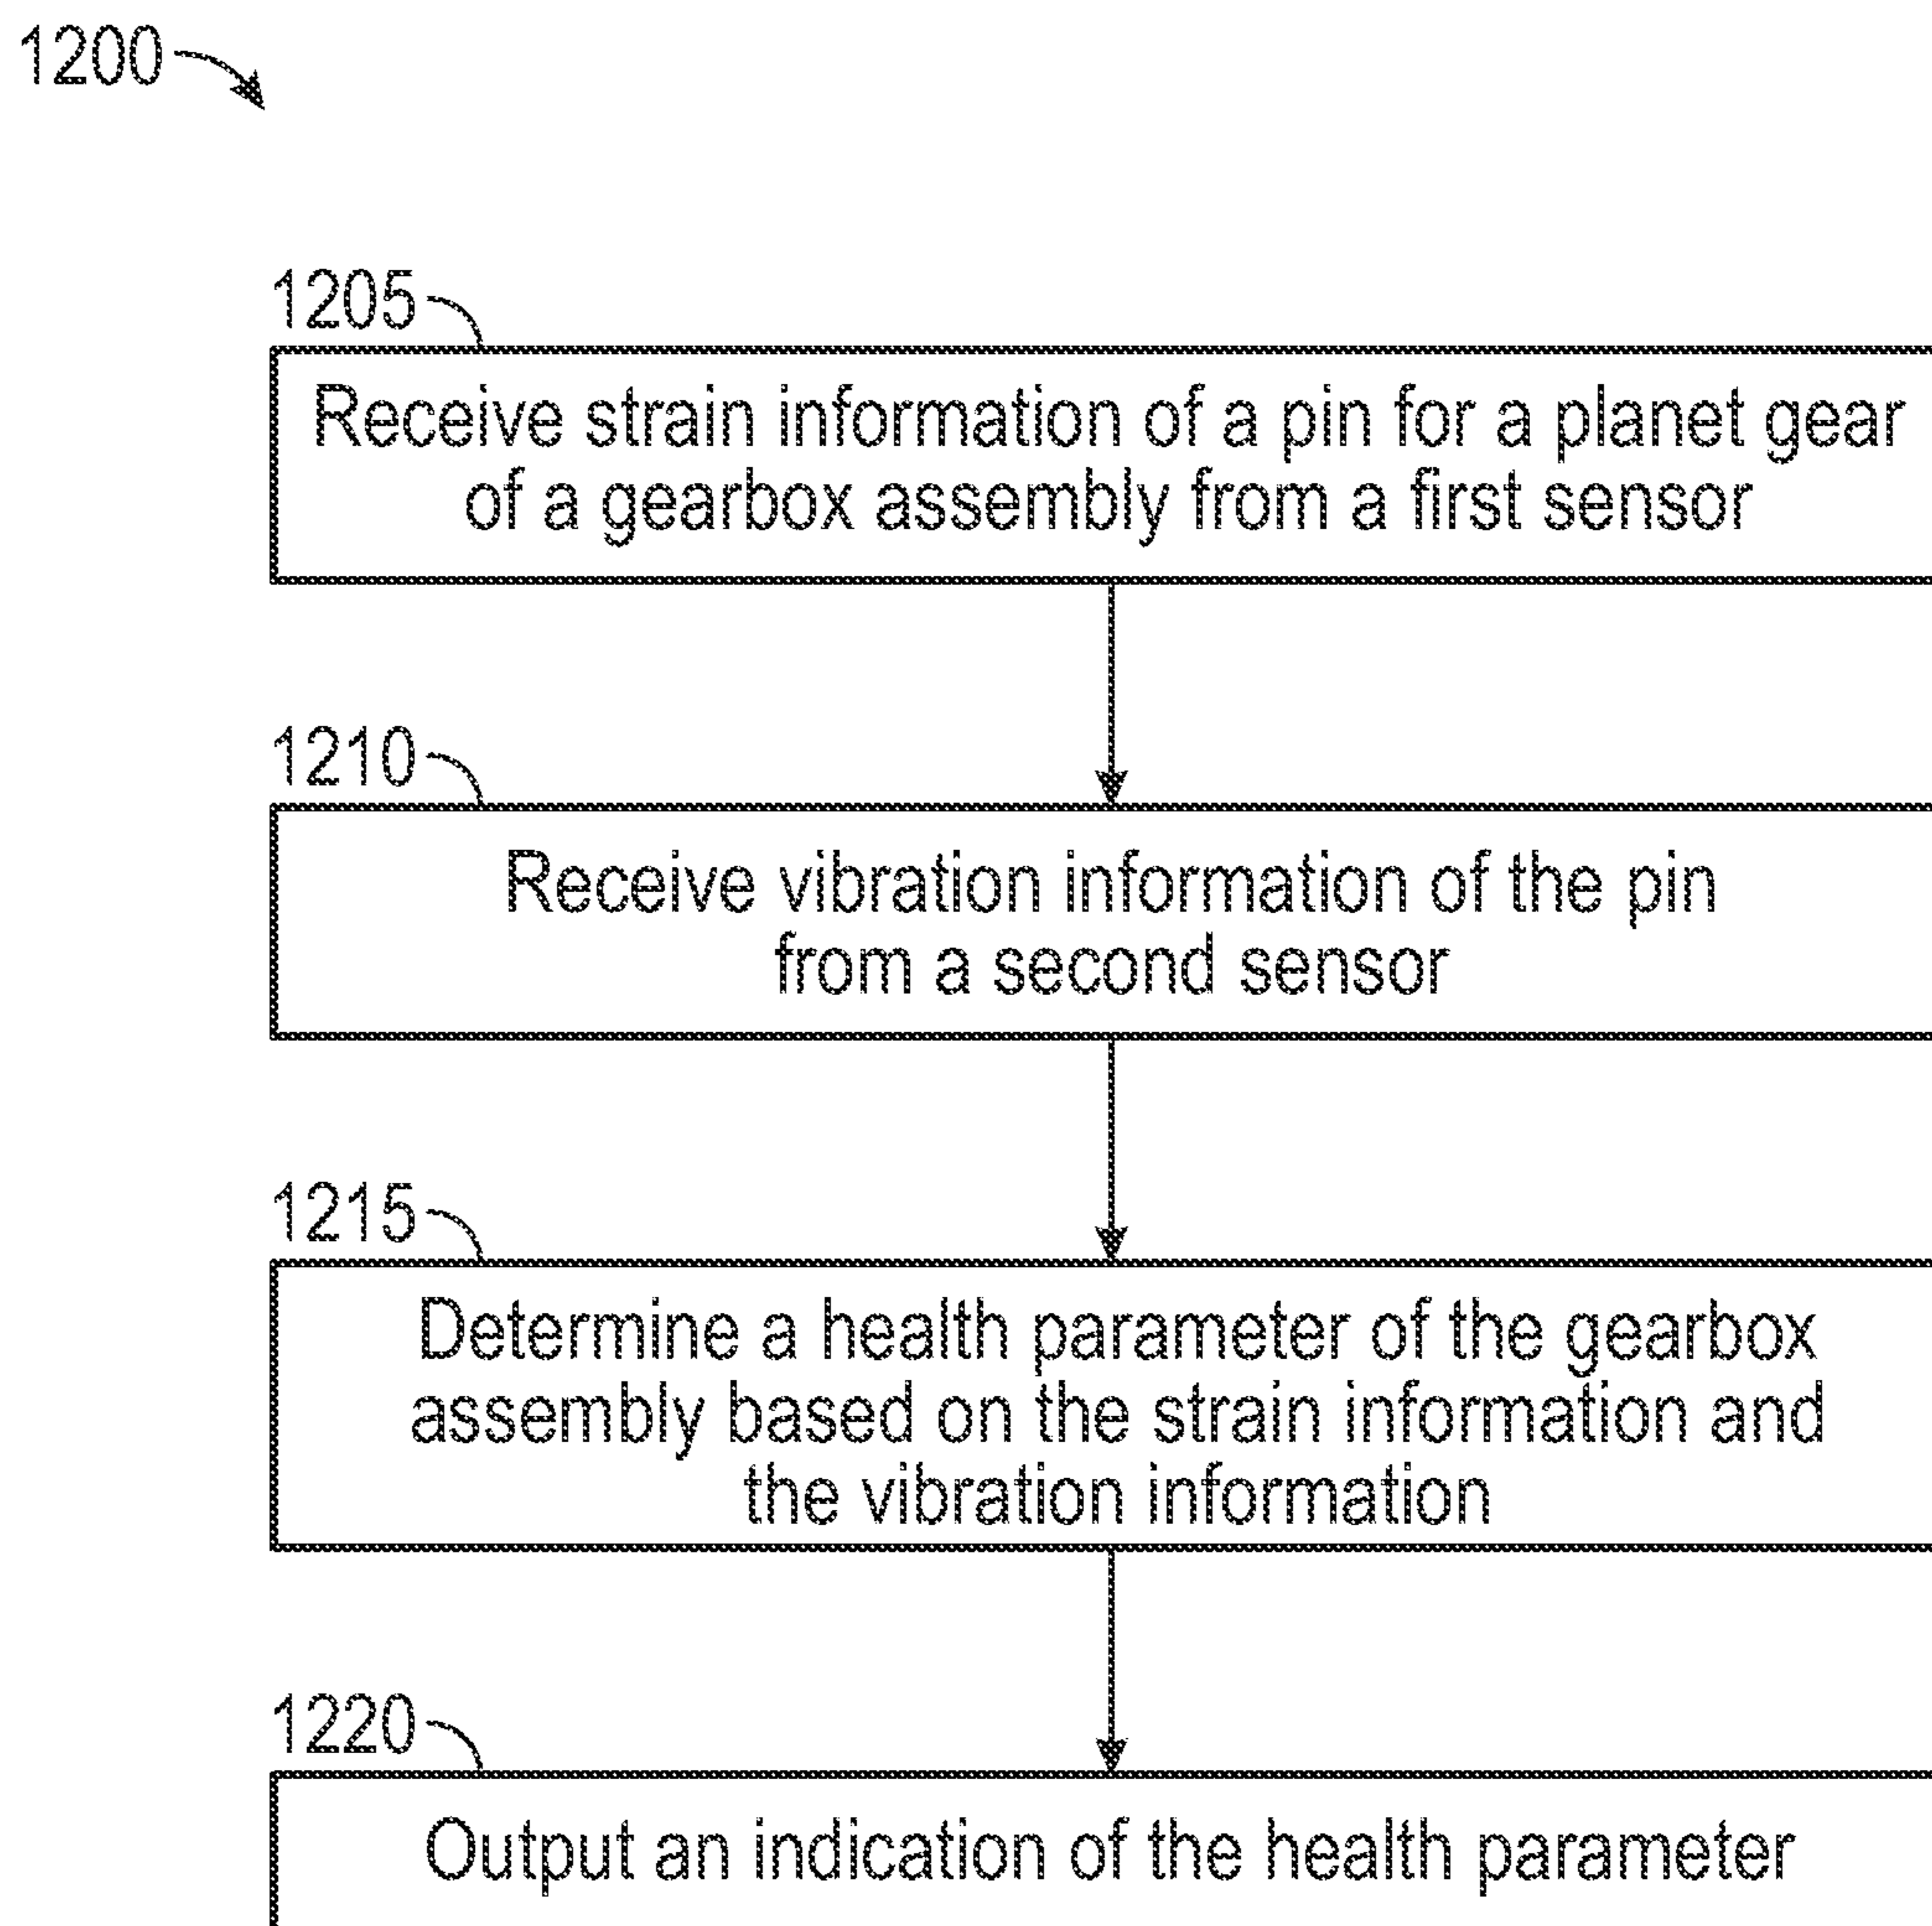 1200
1205
Receive strain information of a pin for a planet gear
of a gearbox assembly from a first sensor
1210
Receive vibration information of the pin
from a second sensor
1215
Determine a health parameter of the gearbox
assembly based on the strain information and
the vibration information
1220
Output an indication of the health parameter